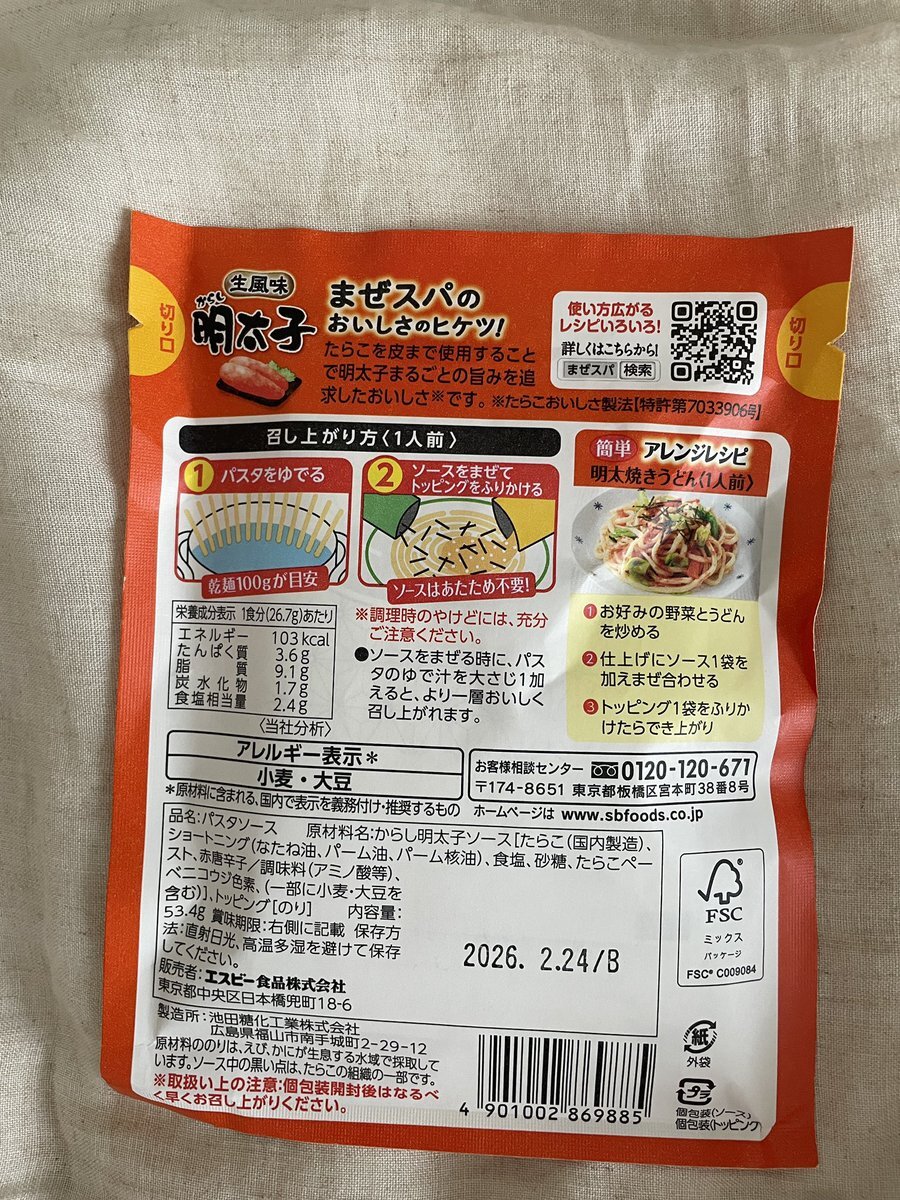 切り口
生風味
からし
明太子
まぜスパの
おいしさのヒケツ!
たらこを皮まで使用すること
で明太子まるごとの旨みを追
求したおいしさ※です。※たらこおいしさ製法【特許第7033906号】
使い方広がる
レシピいろいろ!
詳しくはこちらから!
まぜスパ 検索
切り口
召し上がり方〈1人前〉
1 パスタをゆでる
乾麺100gが目安
2 ソースをまぜて
トッピングをふりかける
ソースはあたため不要!
簡単 アレンジレシピ
明太焼きうどん〈1人前〉
1 お好みの野菜とうどん
を炒める
2 仕上げにソース1袋を
加えまぜ合わせる
3 トッピング1袋をふりか
けたらでき上がり
栄養成分表示 1食分(26.7g)あたり
エネルギー 103kcal
たんぱく質 3.6g
脂質 9.1g
炭水化物 1.7g
食塩相当量 2.4g
〈当社分析〉
※調理時のやけどには、充分
ご注意ください。
●ソースをまぜる時に、パス
タのゆで汁を大さじ1加
えると、より一層おいしく
召し上がれます。
アレルギー表示*
小麦・大豆
*原材料に含まれる、国内で表示を義務付け・推奨するもの
お客様相談センター 0120-120-671
〒174-8651 東京都板橋区宮本町38番8号
ホームページは www.sbfoods.co.jp
品名:パスタソース 原材料名:からし明太子ソース[たらこ(国内製造)、
ショートニング(なたね油、パーム油、パーム核油)、食塩、砂糖、たらこペー
スト、赤唐辛子/調味料(アミノ酸等)、
ベニコウジ色素、(一部に小麦・大豆を
含む)]、トッピング[のり] 内容量:
53.4g 賞味期限:右側に記載 保存方
法:直射日光、高温多湿を避けて保存
してください。
販売者:エスビー食品株式会社
東京都中央区日本橋兜町18-6
2026. 2.24/B
FSC
ミックス
パッケージ
FSC® C009084
製造所:池田糖化工業株式会社
広島県福山市南手城町2-29-12
原材料ののりは、えび、かにが生息する水域で採取して
います。ソース中の黒い点は、たらこの組織の一部です。
※取扱い上の注意:個包装開封後はなるべ
く早くお召し上がりください。
4 901002 869885
紙
外袋
プラ
個包装(ソース)
個包装(トッピング)